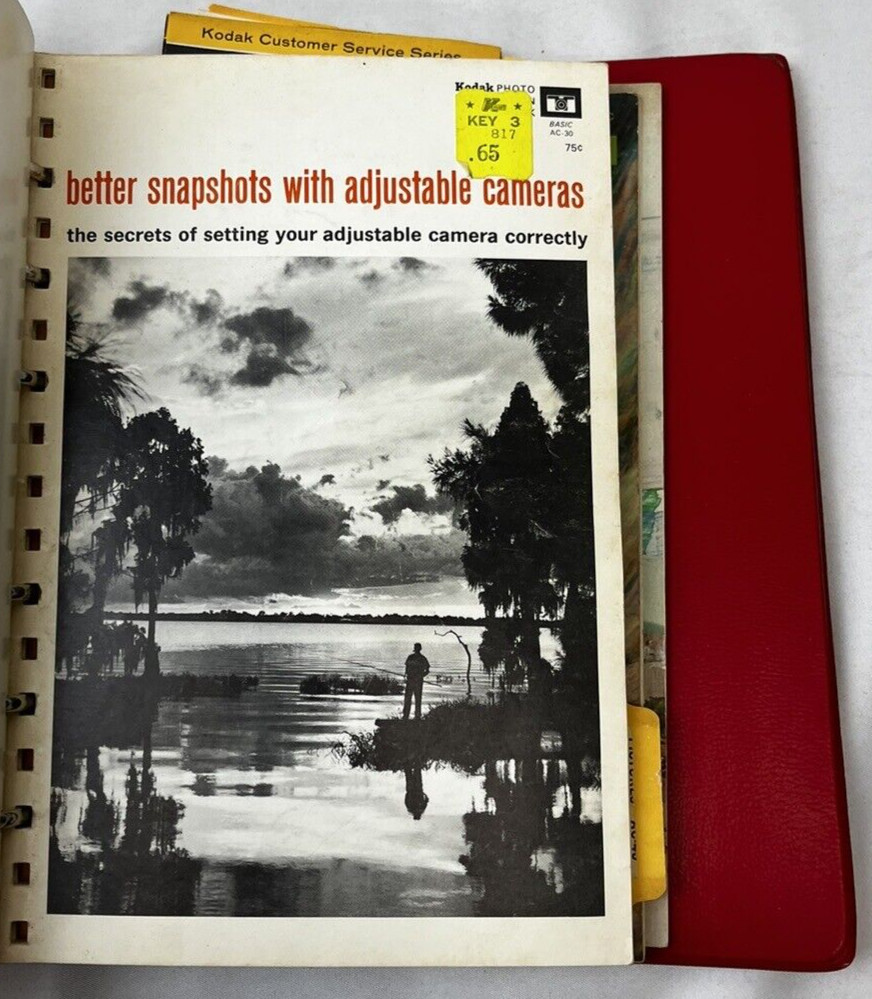 Kodak Customer Service Series
Kodak PHOTO
★ K ★
KEY 3
817
.65
BASIC
AC-30
75¢
better snapshots with adjustable cameras
the secrets of setting your adjustable camera correctly